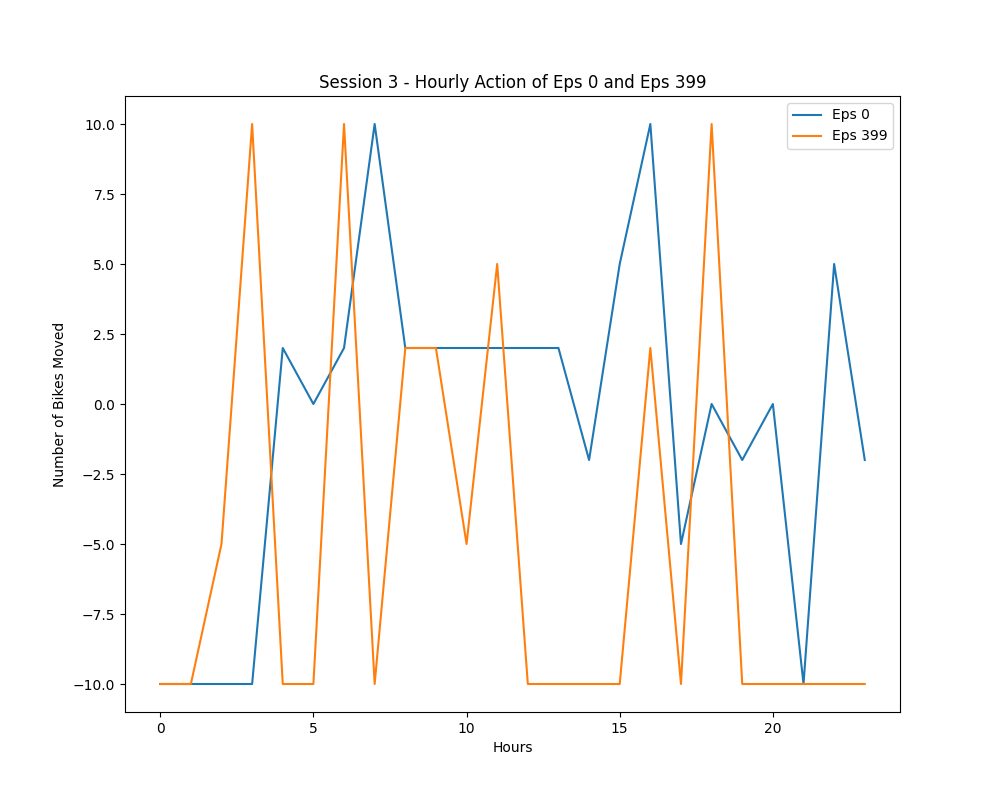 Session 3 - Hourly Action of Eps 0 and Eps 399
Eps 0
Eps 399
Number of Bikes Moved
10.0
7.5
5.0
2.5
0.0
−2.5
−5.0
−7.5
−10.0
0 5 10 15 20
Hours